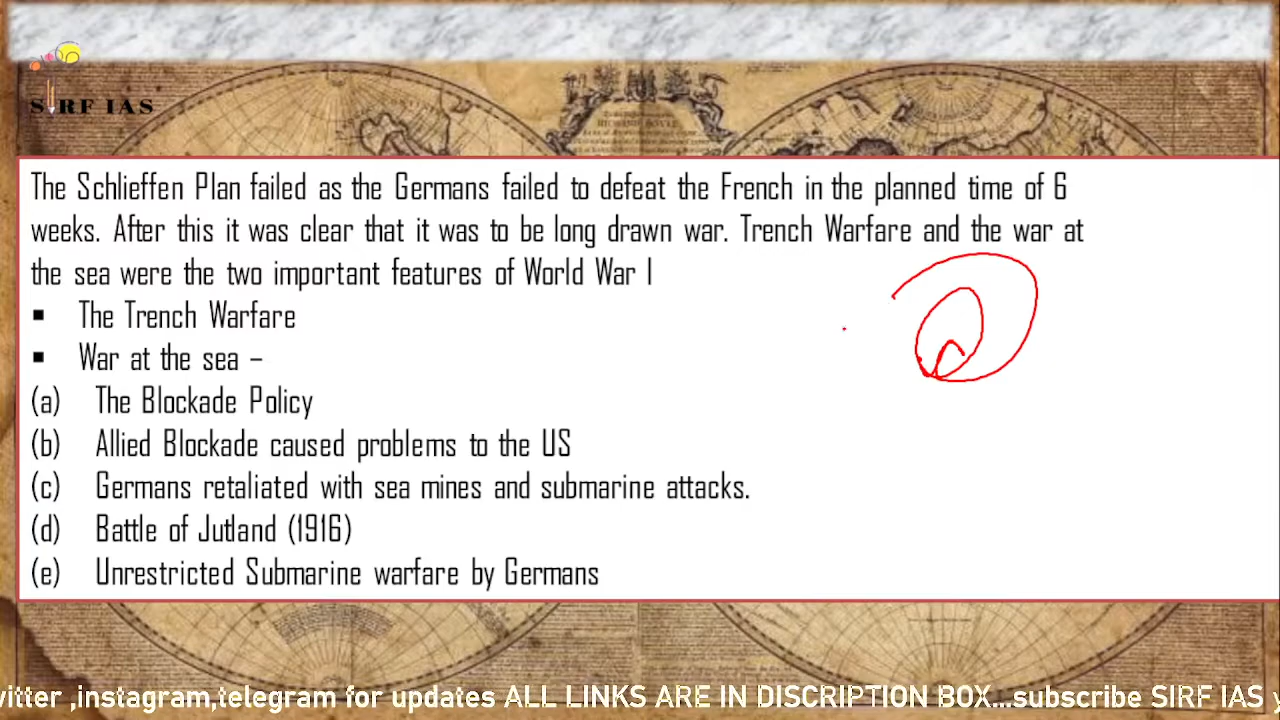 SIRF IAS
The Schlieffen Plan failed as the Germans failed to defeat the French in the planned time of 6
weeks. After this it was clear that it was to be long drawn war. Trench Warfare and the war at
the sea were the two important features of World War I
▪ The Trench Warfare
▪ War at the sea –
(a) The Blockade Policy
(b) Allied Blockade caused problems to the US
(c) Germans retaliated with sea mines and submarine attacks.
(d) Battle of Jutland (1916)
(e) Unrestricted Submarine warfare by Germans
witter ,instagram,telegram for updates ALL LINKS ARE IN DISCRIPTION BOX...subscribe SIRF IAS